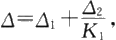 Δ = Δ₁ + Δ₂/K₁ ,